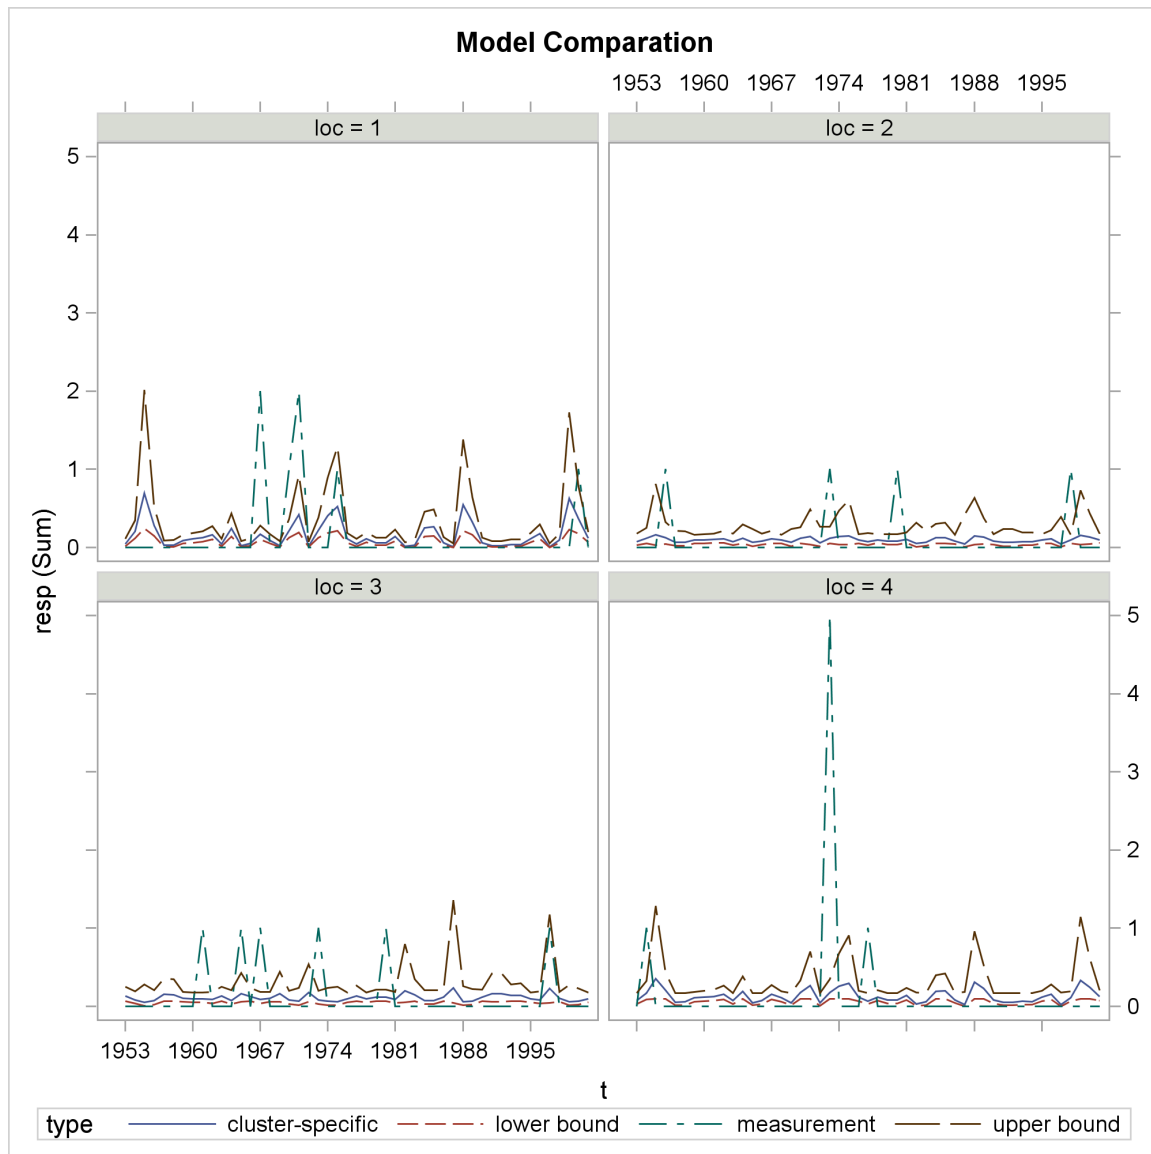 Model Comparation
1953 1960 1967 1974 1981 1988 1995
loc = 1 loc = 2
5
4
3
2
1
0
loc = 3 loc = 4
resp (Sum)
5
4
3
2
1
0
1953 1960 1967 1974 1981 1988 1995
t
type cluster-specific lower bound measurement upper bound